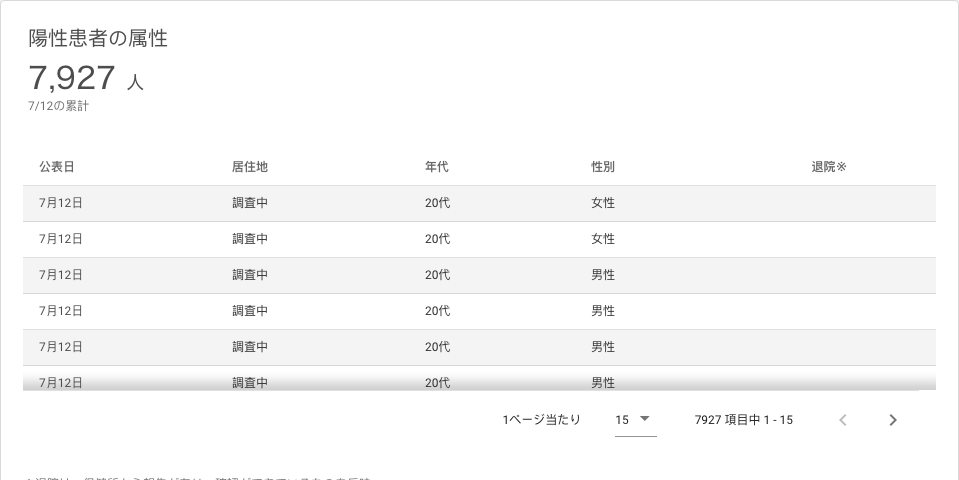 陽性患者の属性
7,927 人
7/12の累計
公表日 居住地 年代 性別 退院※
7月12日 調査中 20代 女性
7月12日 調査中 20代 女性
7月12日 調査中 20代 男性
7月12日 調査中 20代 男性
7月12日 調査中 20代 男性
7月12日 調査中 20代 男性
1ページ当たり 15 7927 項目中 1 - 15